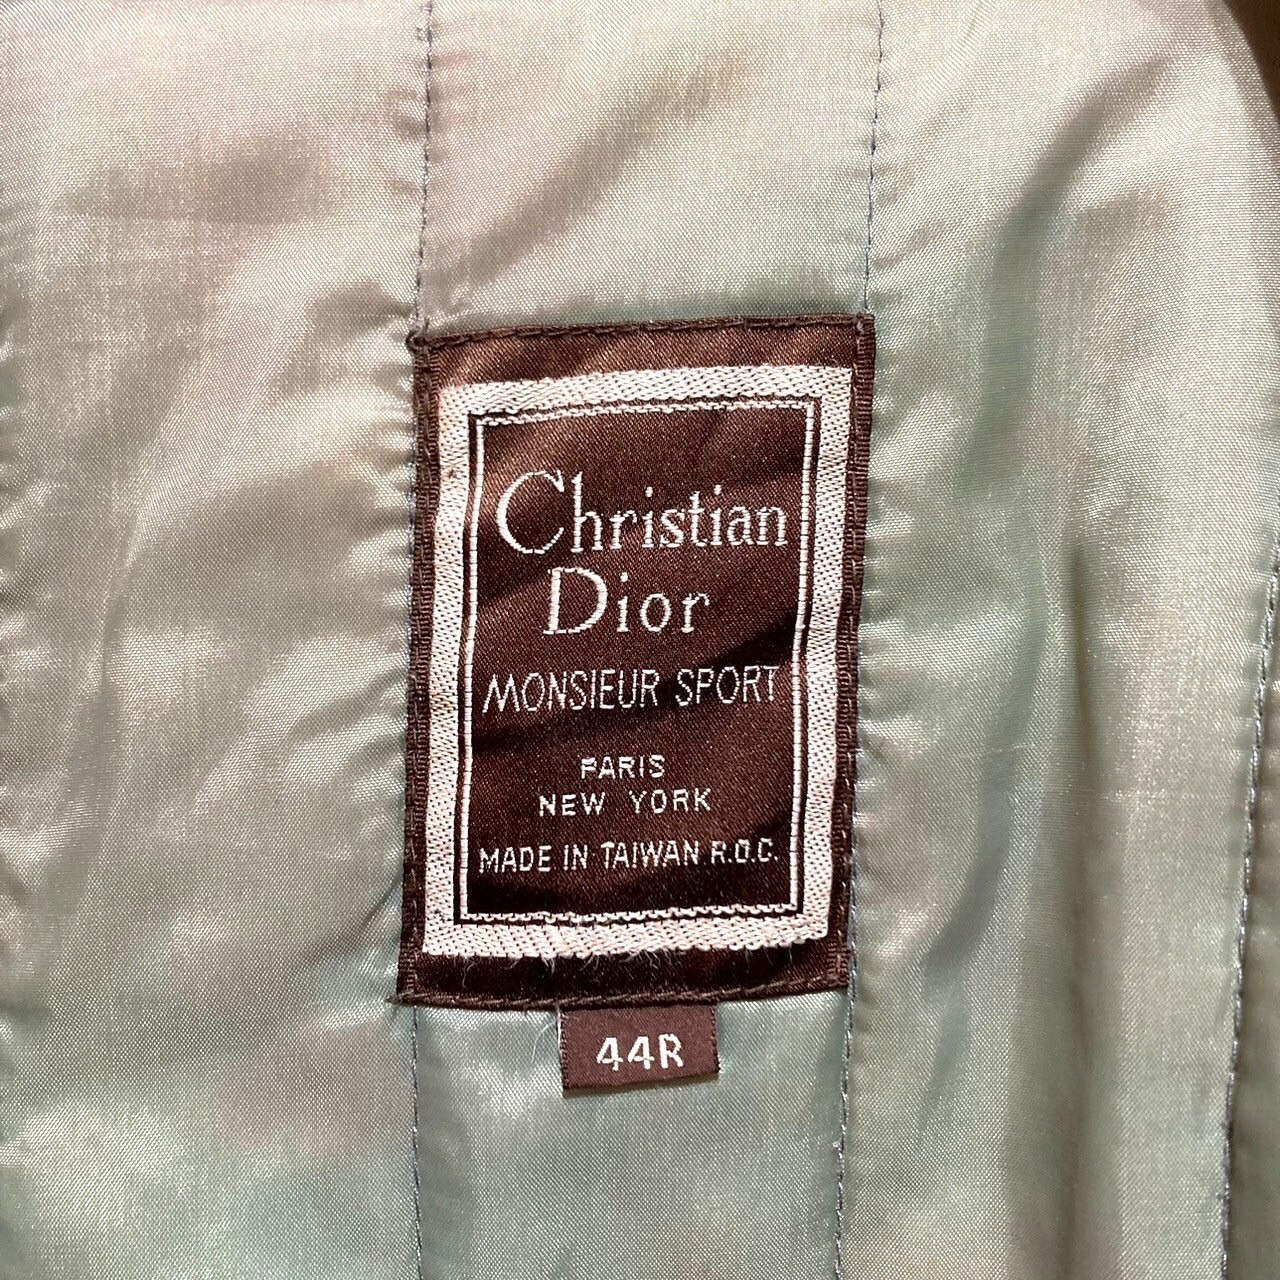 Christian
Dior
MONSIEUR SPORT
PARIS
NEW YORK
MADE IN TAIWAN R.O.C.
44R